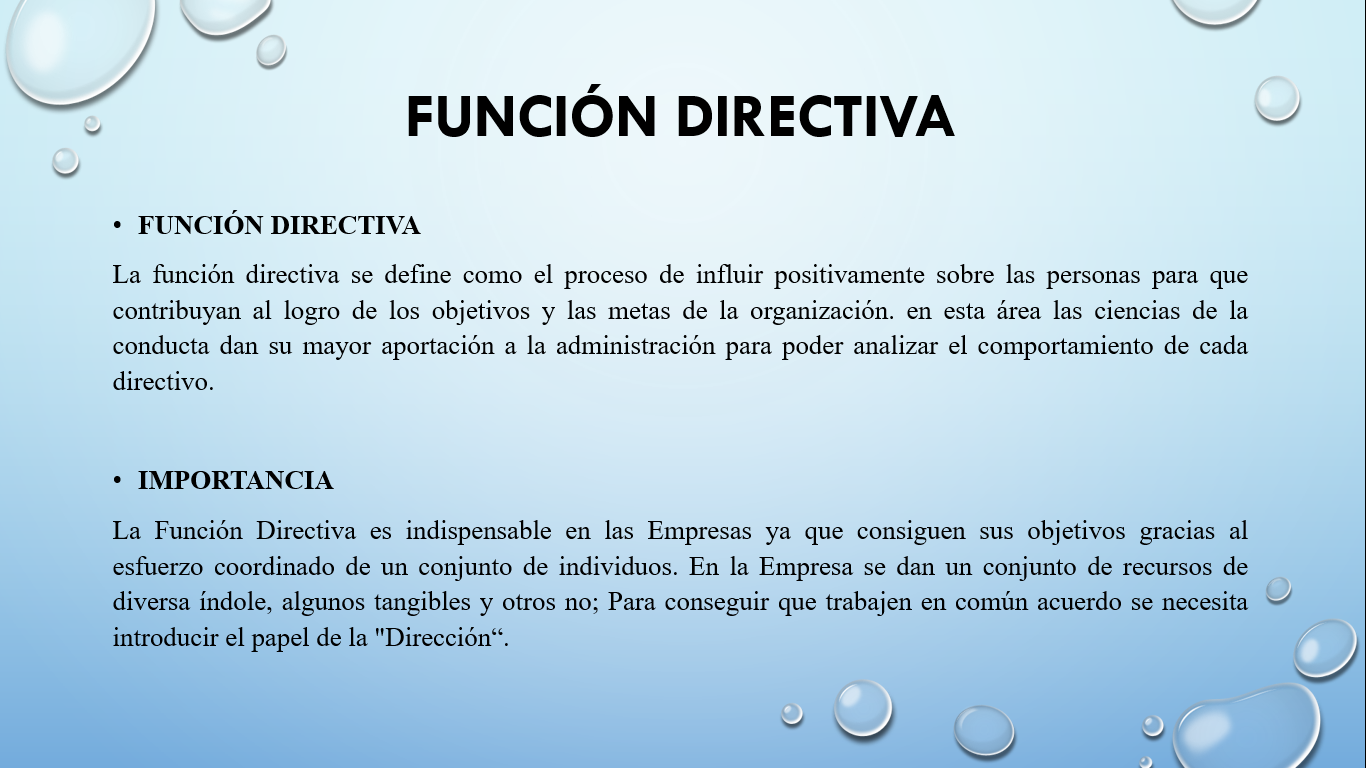 FUNCIÓN DIRECTIVA
• FUNCIÓN DIRECTIVA
La función directiva se define como el proceso de influir positivamente sobre las personas para que
contribuyan al logro de los objetivos y las metas de la organización. en esta área las ciencias de la
conducta dan su mayor aportación a la administración para poder analizar el comportamiento de cada
directivo.
• IMPORTANCIA
La Función Directiva es indispensable en las Empresas ya que consiguen sus objetivos gracias al
esfuerzo coordinado de un conjunto de individuos. En la Empresa se dan un conjunto de recursos de
diversa índole, algunos tangibles y otros no; Para conseguir que trabajen en común acuerdo se necesita
introducir el papel de la "Dirección“.